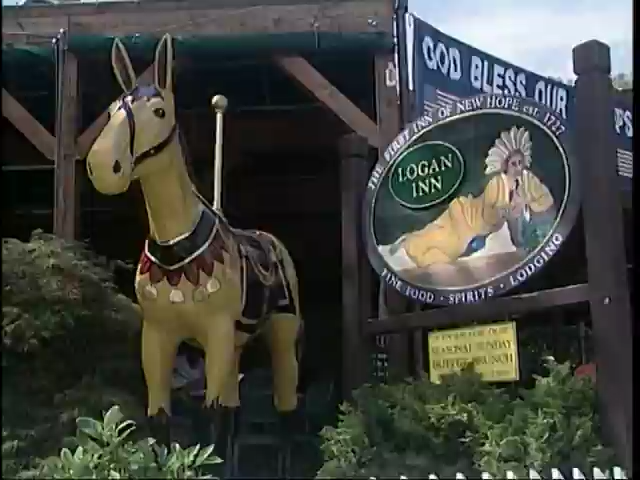 GOD BLESS OUR
THE FIRST INN OF NEW HOPE est. 1727
LOGAN
INN
FINE FOOD · SPIRITS · LODGING
SEASONAL SUNDAY
BUFFET BRUNCH